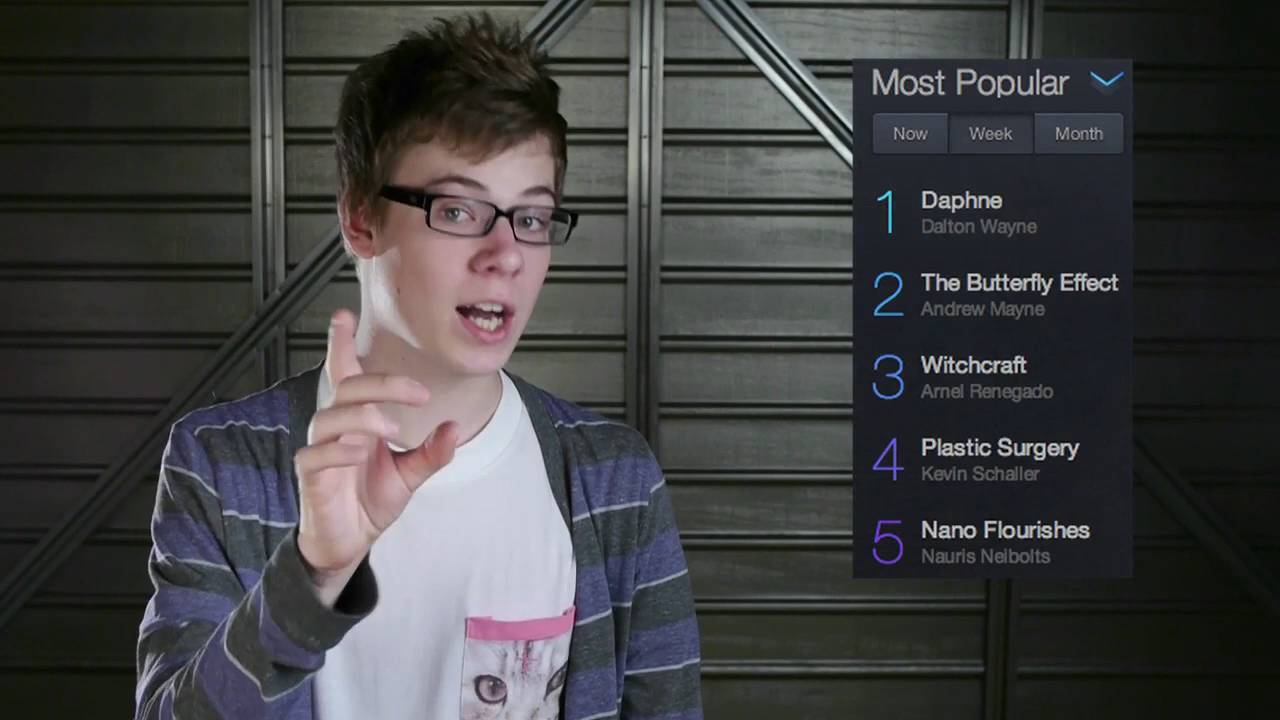 Most Popular
Now Week Month
1 Daphne
Dalton Wayne
2 The Butterfly Effect
Andrew Mayne
3 Witchcraft
Arnel Renegado
4 Plastic Surgery
Kevin Schaller
5 Nano Flourishes
Nauris Neibolts